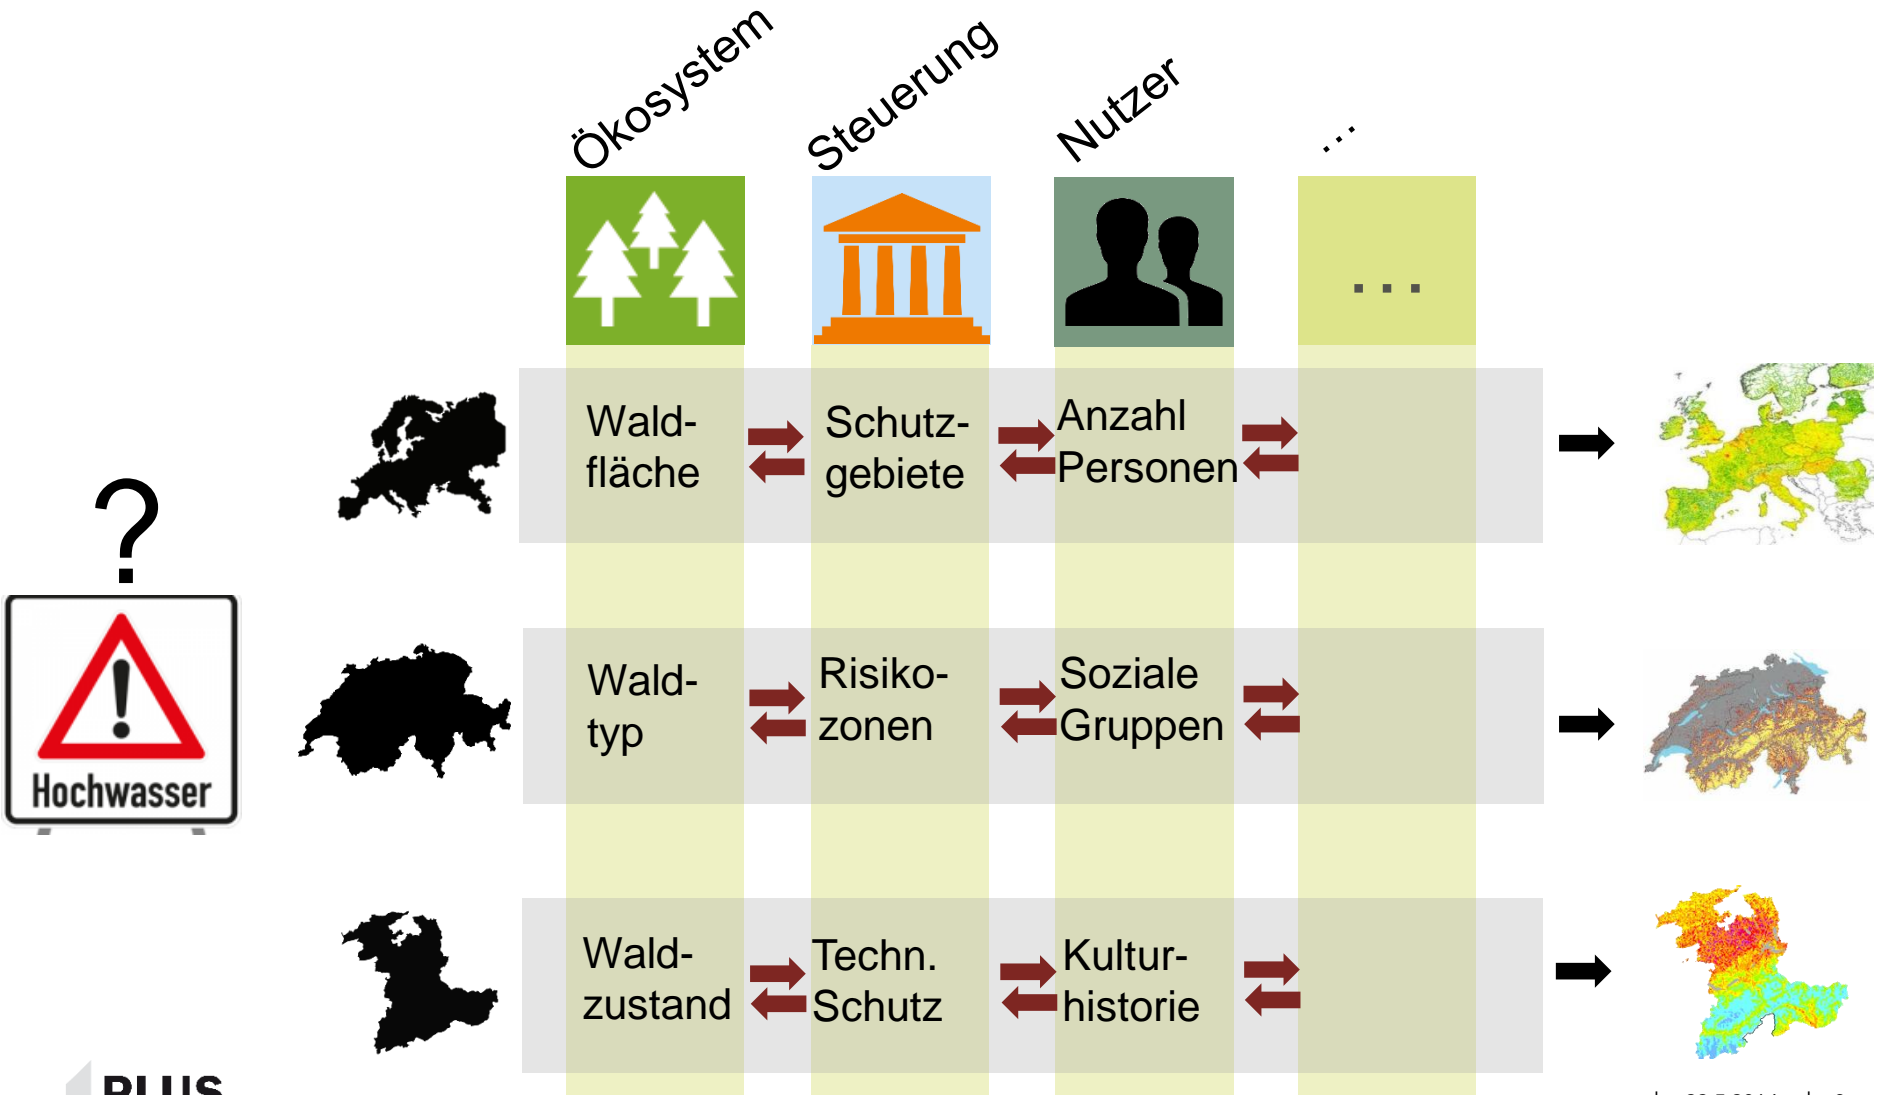 Ökosystem
Steuerung
Nutzer
...
...
Wald-
fläche
Schutz-
gebiete
Anzahl
Personen
?
Hochwasser
Wald-
typ
Risiko-
zonen
Soziale
Gruppen
Wald-
zustand
Techn.
Schutz
Kultur-
historie
PLUS